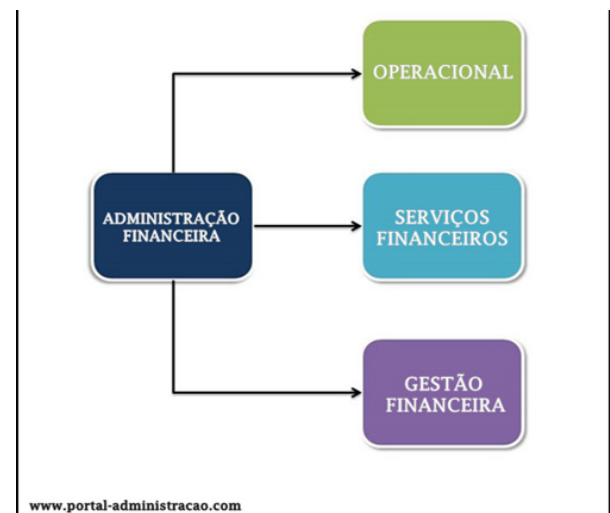 OPERACIONAL
ADMINISTRAÇÃO
FINANCEIRA
SERVIÇOS
FINANCEIROS
GESTÃO
FINANCEIRA
www.portal-administracao.com